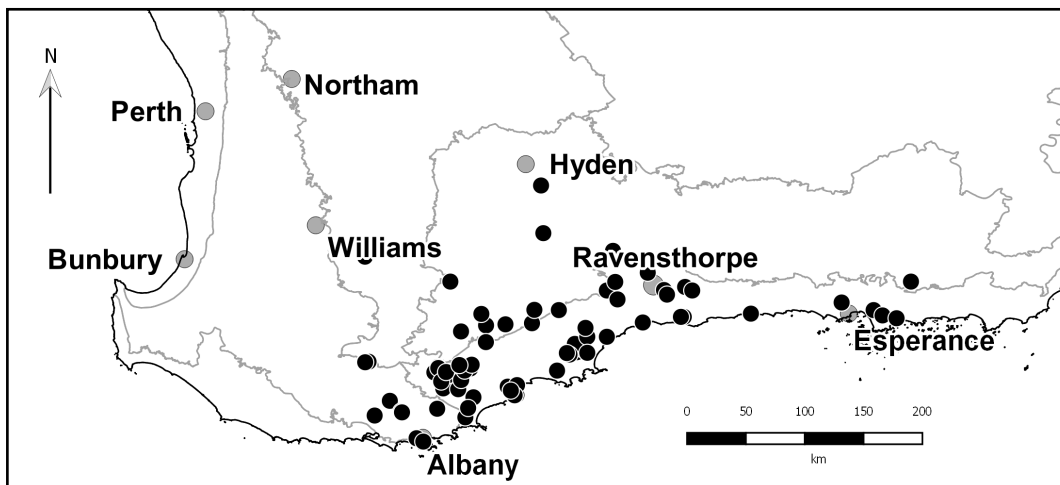 N
Northam
Perth
Hyden
Williams
Bunbury
Ravensthorpe
Esperance
0 50 100 150 200
km
Albany